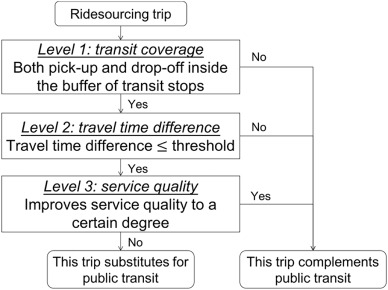 Ridesourcing trip
Level 1: transit coverage
Both pick-up and drop-off inside
the buffer of transit stops
No
Yes
Level 2: travel time difference
Travel time difference ≤ threshold
No
Yes
Level 3: service quality
Improves service quality to a
certain degree
Yes
No
This trip substitutes for
public transit
This trip complements
public transit